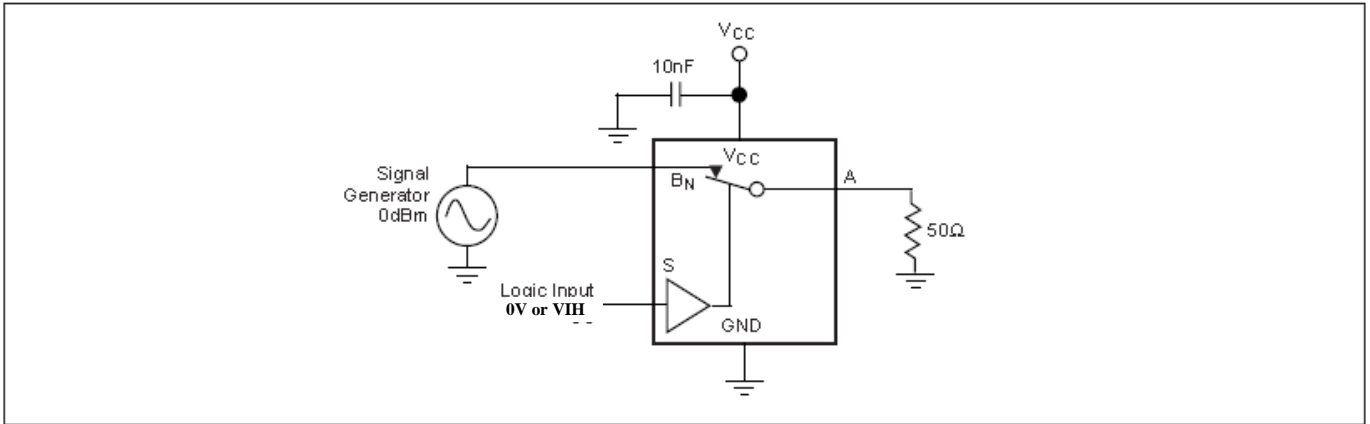 VCC
10nF
VCC
Signal
Generator
0dBm
BN
A
50Ω
S
Logic Input
0V or VIH
GND